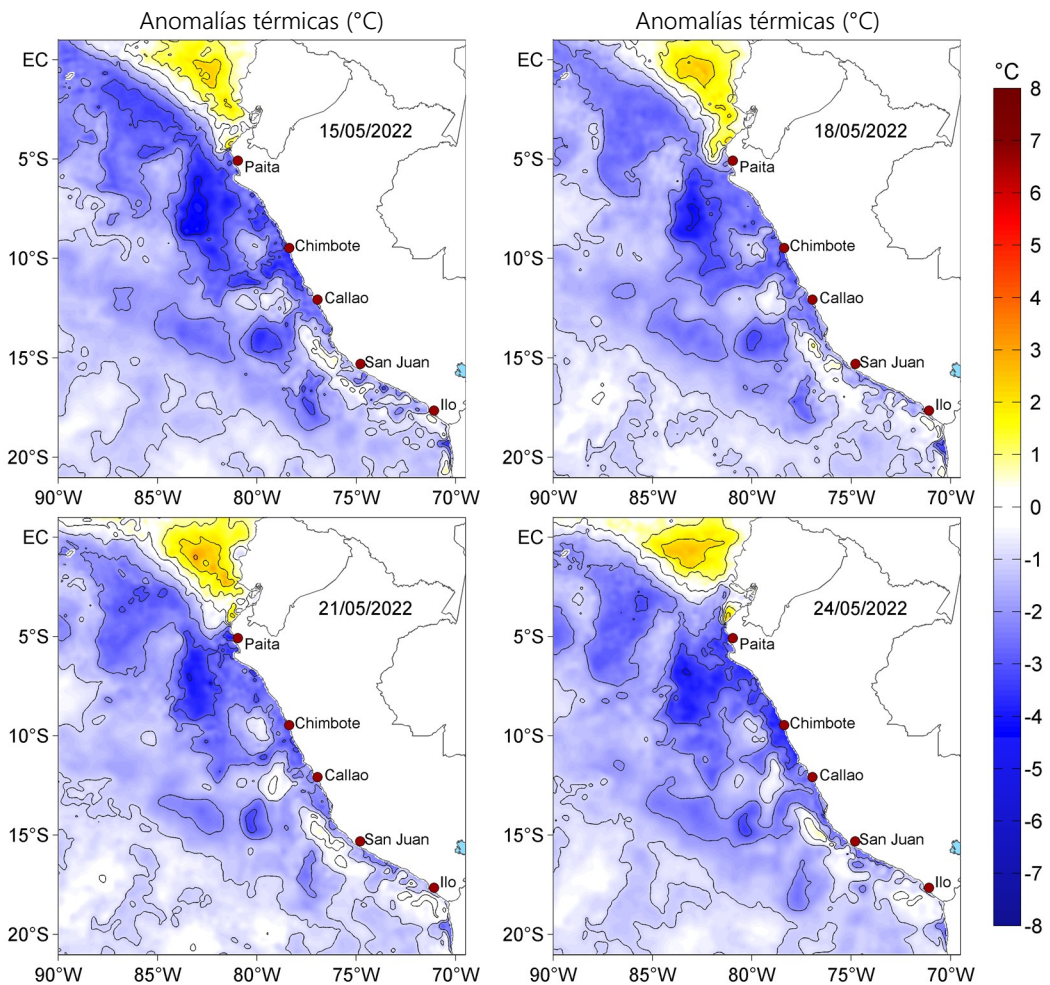 Anomalías térmicas (°C)
Anomalías térmicas (°C)
EC
5°S
10°S
15°S
20°S
90°W
85°W
80°W
75°W
70°W
15/05/2022
Paita
Chimbote
Callao
San Juan
Ilo
EC
5°S
10°S
15°S
20°S
90°W
85°W
80°W
75°W
70°W
18/05/2022
Paita
Chimbote
Callao
San Juan
Ilo
°C
8
7
6
5
4
3
2
1
0
-1
-2
-3
-4
-5
-6
-7
-8
EC
5°S
10°S
15°S
20°S
90°W
85°W
80°W
75°W
70°W
21/05/2022
Paita
Chimbote
Callao
San Juan
Ilo
EC
5°S
10°S
15°S
20°S
90°W
85°W
80°W
75°W
70°W
24/05/2022
Paita
Chimbote
Callao
San Juan
Ilo